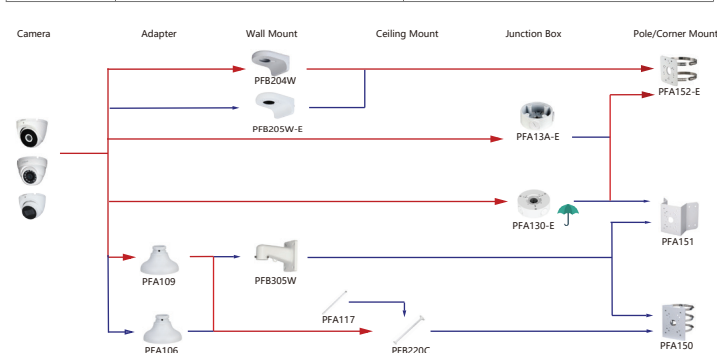 Camera Adapter Wall Mount Ceiling Mount Junction Box Pole/Corner Mount
PFB204W
PFA152-E
PFB205W-E
PFA13A-E
PFA130-E
PFA151
PFA109
PFB305W
PFA117
PFA106
PFB220C
PFA150